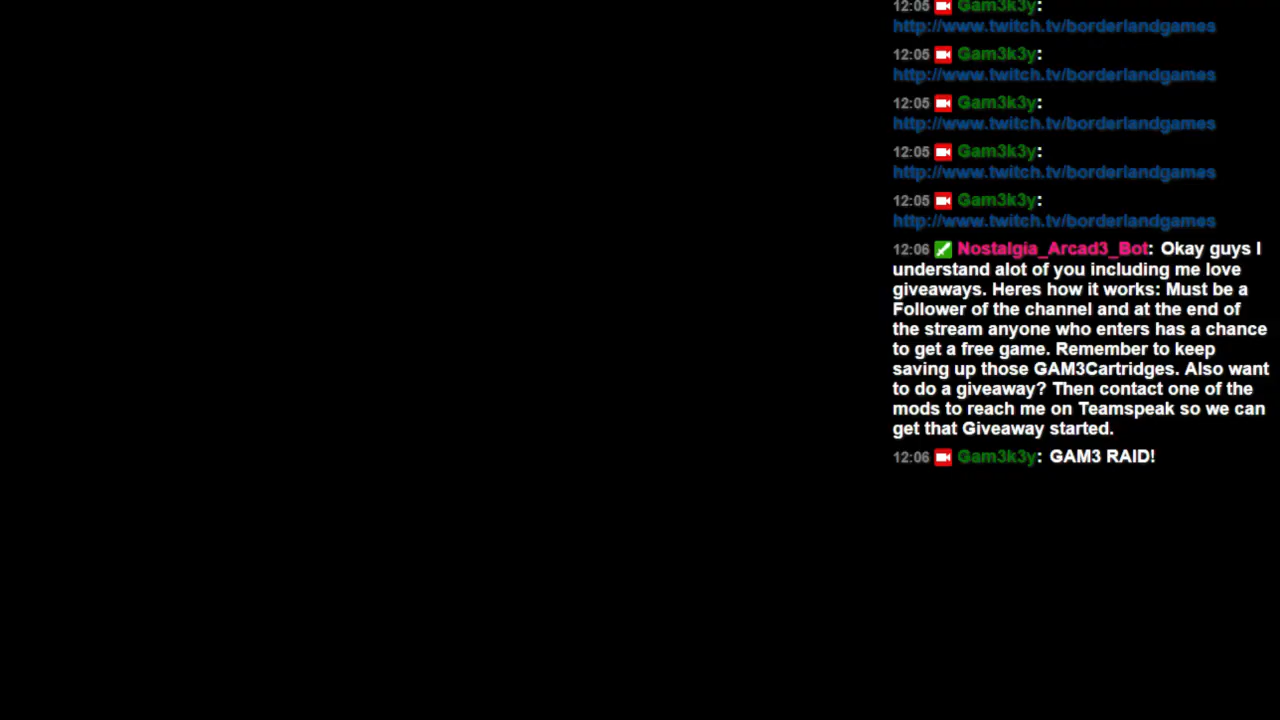 12:05 Gam3k3y:
http://www.twitch.tv/borderlandgames
12:05 Gam3k3y:
http://www.twitch.tv/borderlandgames
12:05 Gam3k3y:
http://www.twitch.tv/borderlandgames
12:05 Gam3k3y:
http://www.twitch.tv/borderlandgames
12:05 Gam3k3y:
http://www.twitch.tv/borderlandgames
12:06 Nostalgia_Arcad3_Bot: Okay guys I
understand alot of you including me love
giveaways. Heres how it works: Must be a
Follower of the channel and at the end of
the stream anyone who enters has a chance
to get a free game. Remember to keep
saving up those GAM3Cartridges. Also want
to do a giveaway? Then contact one of the
mods to reach me on Teamspeak so we can
get that Giveaway started.
12:06 Gam3k3y: GAM3 RAID!